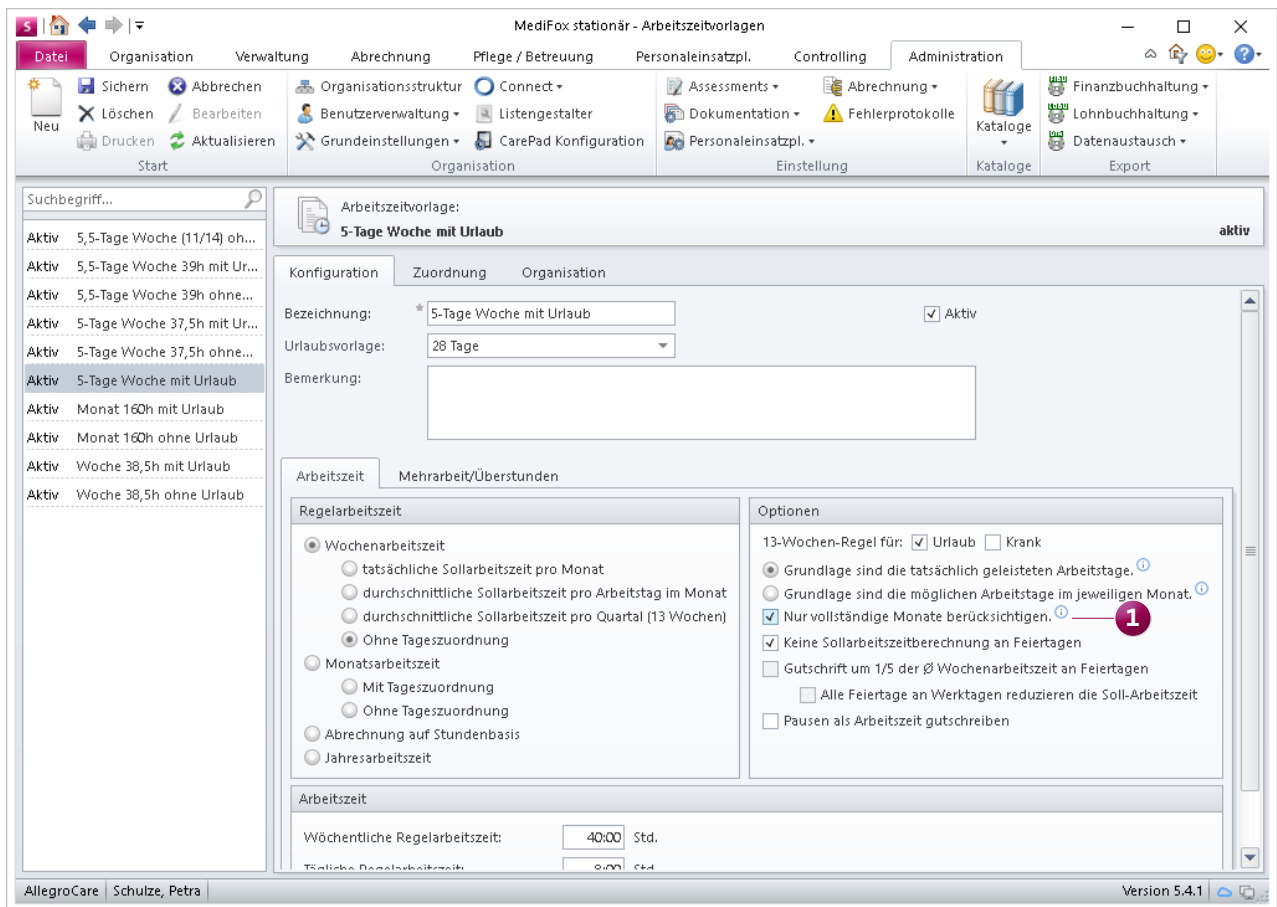 S MediFox stationär - Arbeitszeitvorlagen
Datei Organisation Verwaltung Abrechnung Pflege / Betreuung Personaleinsatzpl. Controlling Administration
Neu
Sichern Abbrechen
Löschen Bearbeiten
Drucken Aktualisieren
Start
Organisationsstruktur Connect
Benutzerverwaltung Listengestalter
Grundeinstellungen CarePad Konfiguration
Organisation
Assessments Abrechnung
Dokumentation Fehlerprotokolle
Personaleinsatzpl.
Einstellung
Kataloge
Kataloge
Finanzbuchhaltung
Lohnbuchhaltung
Datenaustausch
Export
Suchbegriff...
Aktiv 5,5-Tage Woche (11/14) oh...
Aktiv 5,5-Tage Woche 39h mit Ur...
Aktiv 5,5-Tage Woche 39h ohne...
Aktiv 5-Tage Woche 37,5h mit Ur...
Aktiv 5-Tage Woche 37,5h ohne...
Aktiv 5-Tage Woche mit Urlaub
Aktiv Monat 160h mit Urlaub
Aktiv Monat 160h ohne Urlaub
Aktiv Woche 38,5h mit Urlaub
Aktiv Woche 38,5h ohne Urlaub
Arbeitszeitvorlage:
5-Tage Woche mit Urlaub aktiv
Konfiguration Zuordnung Organisation
Bezeichnung: * 5-Tage Woche mit Urlaub Aktiv
Urlaubsvorlage: 28 Tage
Bemerkung:
Arbeitszeit Mehrarbeit/Überstunden
Regelarbeitszeit
Wochenarbeitszeit
tatsächliche Sollarbeitszeit pro Monat
durchschnittliche Sollarbeitszeit pro Arbeitstag im Monat
durchschnittliche Sollarbeitszeit pro Quartal (13 Wochen)
Ohne Tageszuordnung
Monatsarbeitszeit
Mit Tageszuordnung
Ohne Tageszuordnung
Abrechnung auf Stundenbasis
Jahresarbeitszeit
Optionen
13-Wochen-Regel für: Urlaub Krank
Grundlage sind die tatsächlich geleisteten Arbeitstage.
Grundlage sind die möglichen Arbeitstage im jeweiligen Monat.
Nur vollständige Monate berücksichtigen. 1
Keine Sollarbeitszeitberechnung an Feiertagen
Gutschrift um 1/5 der Ø Wochenarbeitszeit an Feiertagen
Alle Feiertage an Werktagen reduzieren die Soll-Arbeitszeit
Pausen als Arbeitszeit gutschreiben
Arbeitszeit
Wöchentliche Regelarbeitszeit: 40:00 Std.
Tägliche Regelarbeitszeit: 8:00 Std.
AllegroCare Schulze, Petra Version 5.4.1